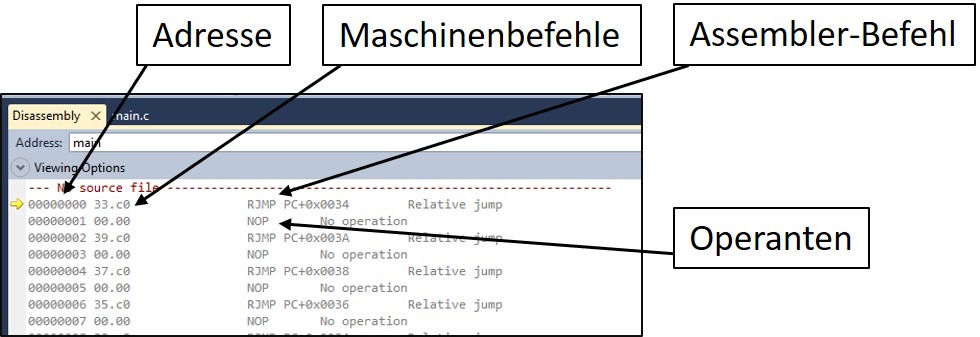 Adresse
Maschinenbefehle
Assembler-Befehl
Disassembly main.c
Address: main
Viewing Options
--- No source file ---
00000000 33.c0 RJMP PC+0x0034 Relative jump
00000001 00.00 NOP No operation
00000002 39.c0 RJMP PC+0x003A Relative jump
00000003 00.00 NOP No operation
00000004 37.c0 RJMP PC+0x0038 Relative jump
00000005 00.00 NOP No operation
00000006 35.c0 RJMP PC+0x0036 Relative jump
00000007 00.00 NOP No operation
Operanten